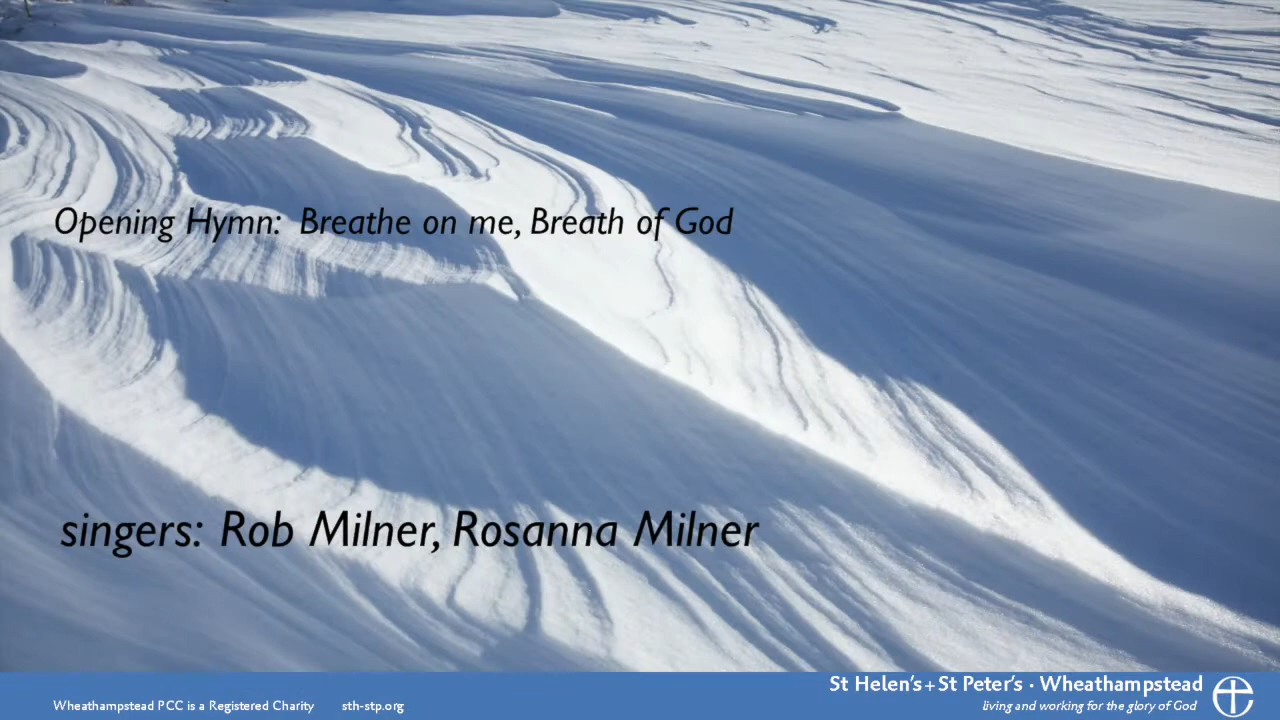 Opening Hymn: Breathe on me, Breath of God
singers: Rob Milner, Rosanna Milner
St Helen's + St Peter's · Wheathampstead
living and working for the glory of God
Wheathampstead PCC is a Registered Charity sth-stp.org